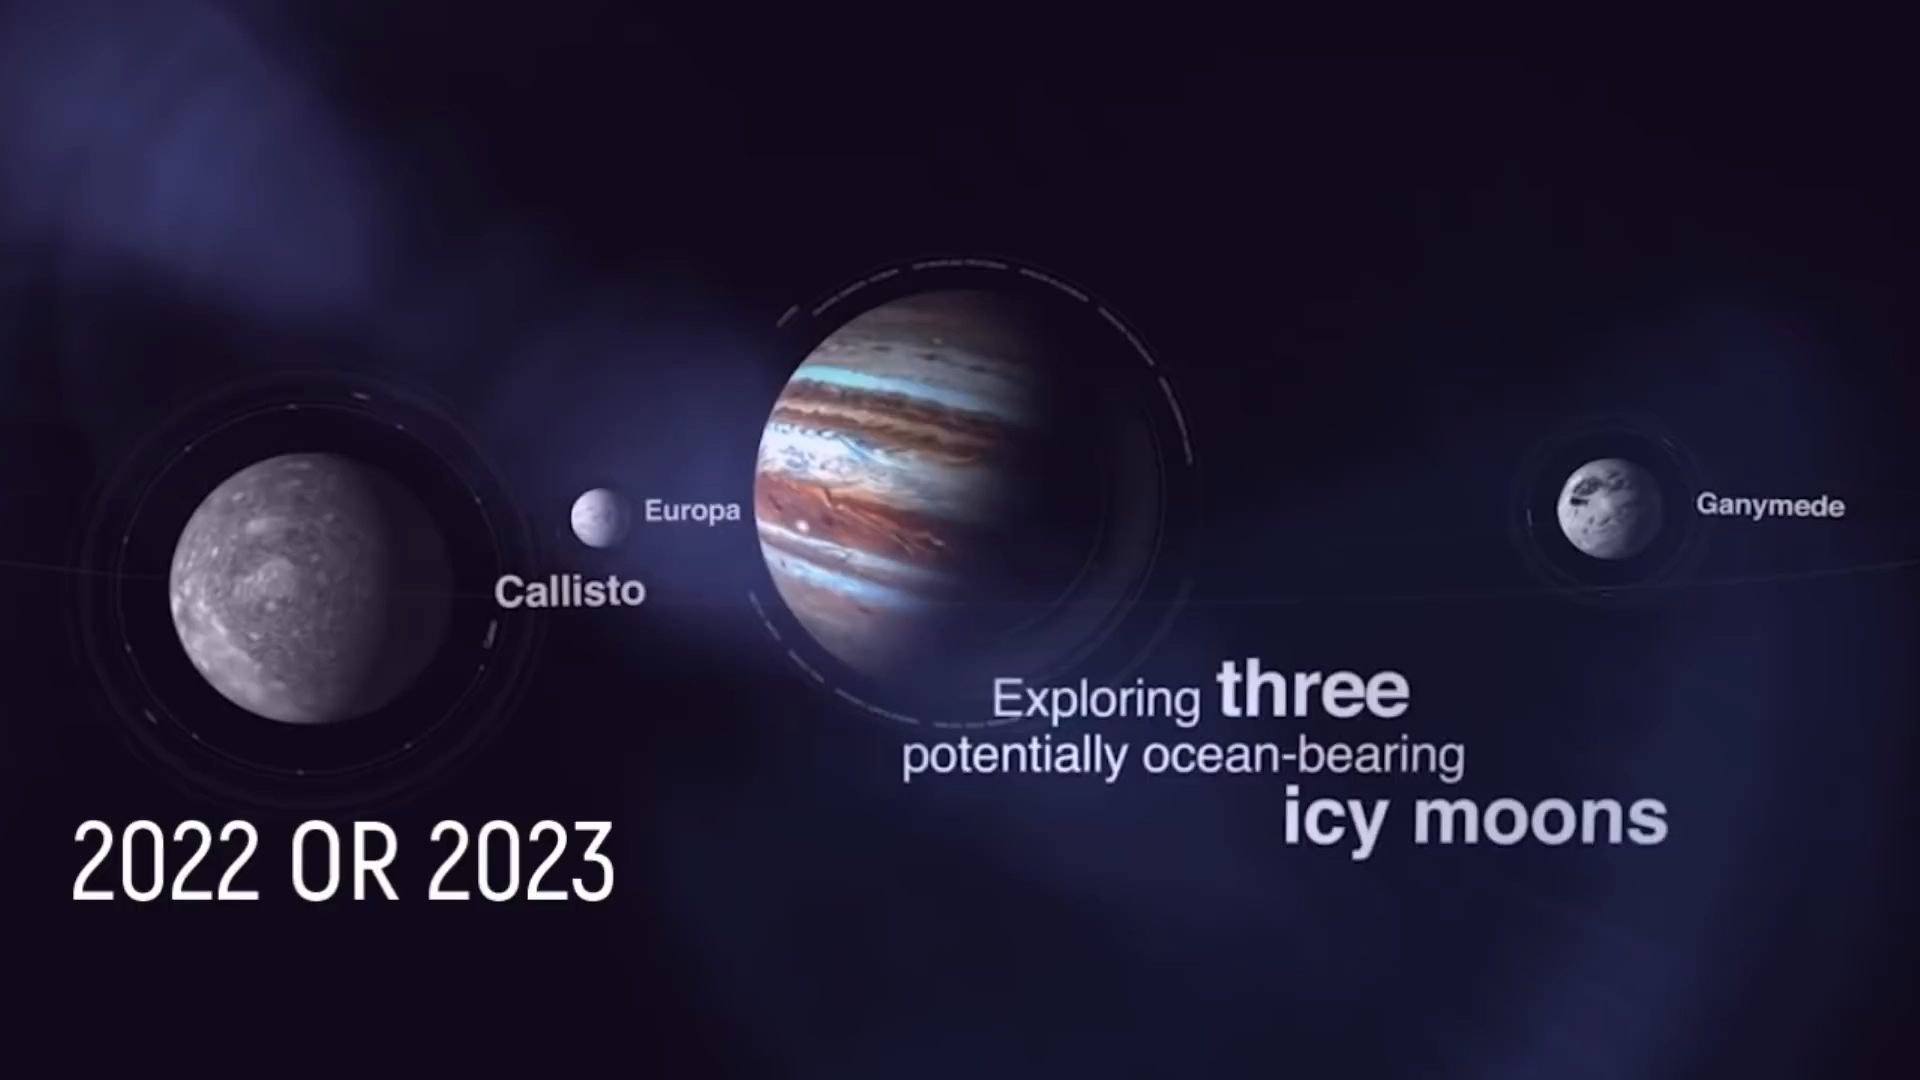 Europa
Ganymede
Callisto
Exploring three
potentially ocean-bearing
icy moons
2022 OR 2023